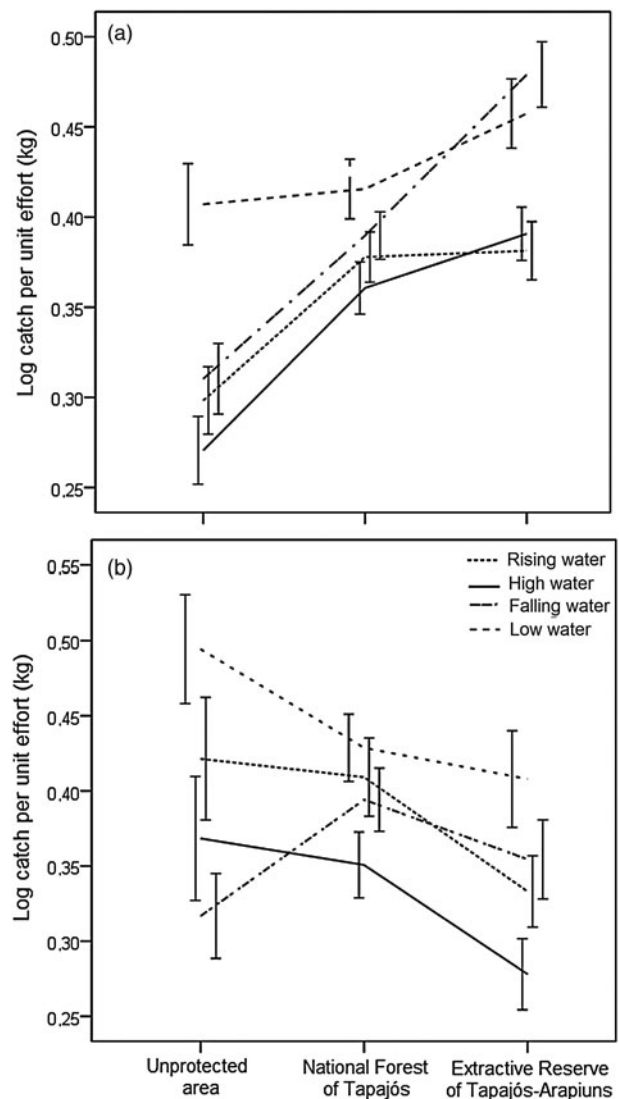 (a)
Log catch per unit effort (kg)
0.50
0.45
0.40
0.35
0.30
0.25
(b)
Log catch per unit effort (kg)
0.55
0.50
0.45
0.40
0.35
0.30
0.25
Rising water
High water
Falling water
Low water
Unprotected
area
National Forest
of Tapajós
Extractive Reserve
of Tapajós-Arapiuns